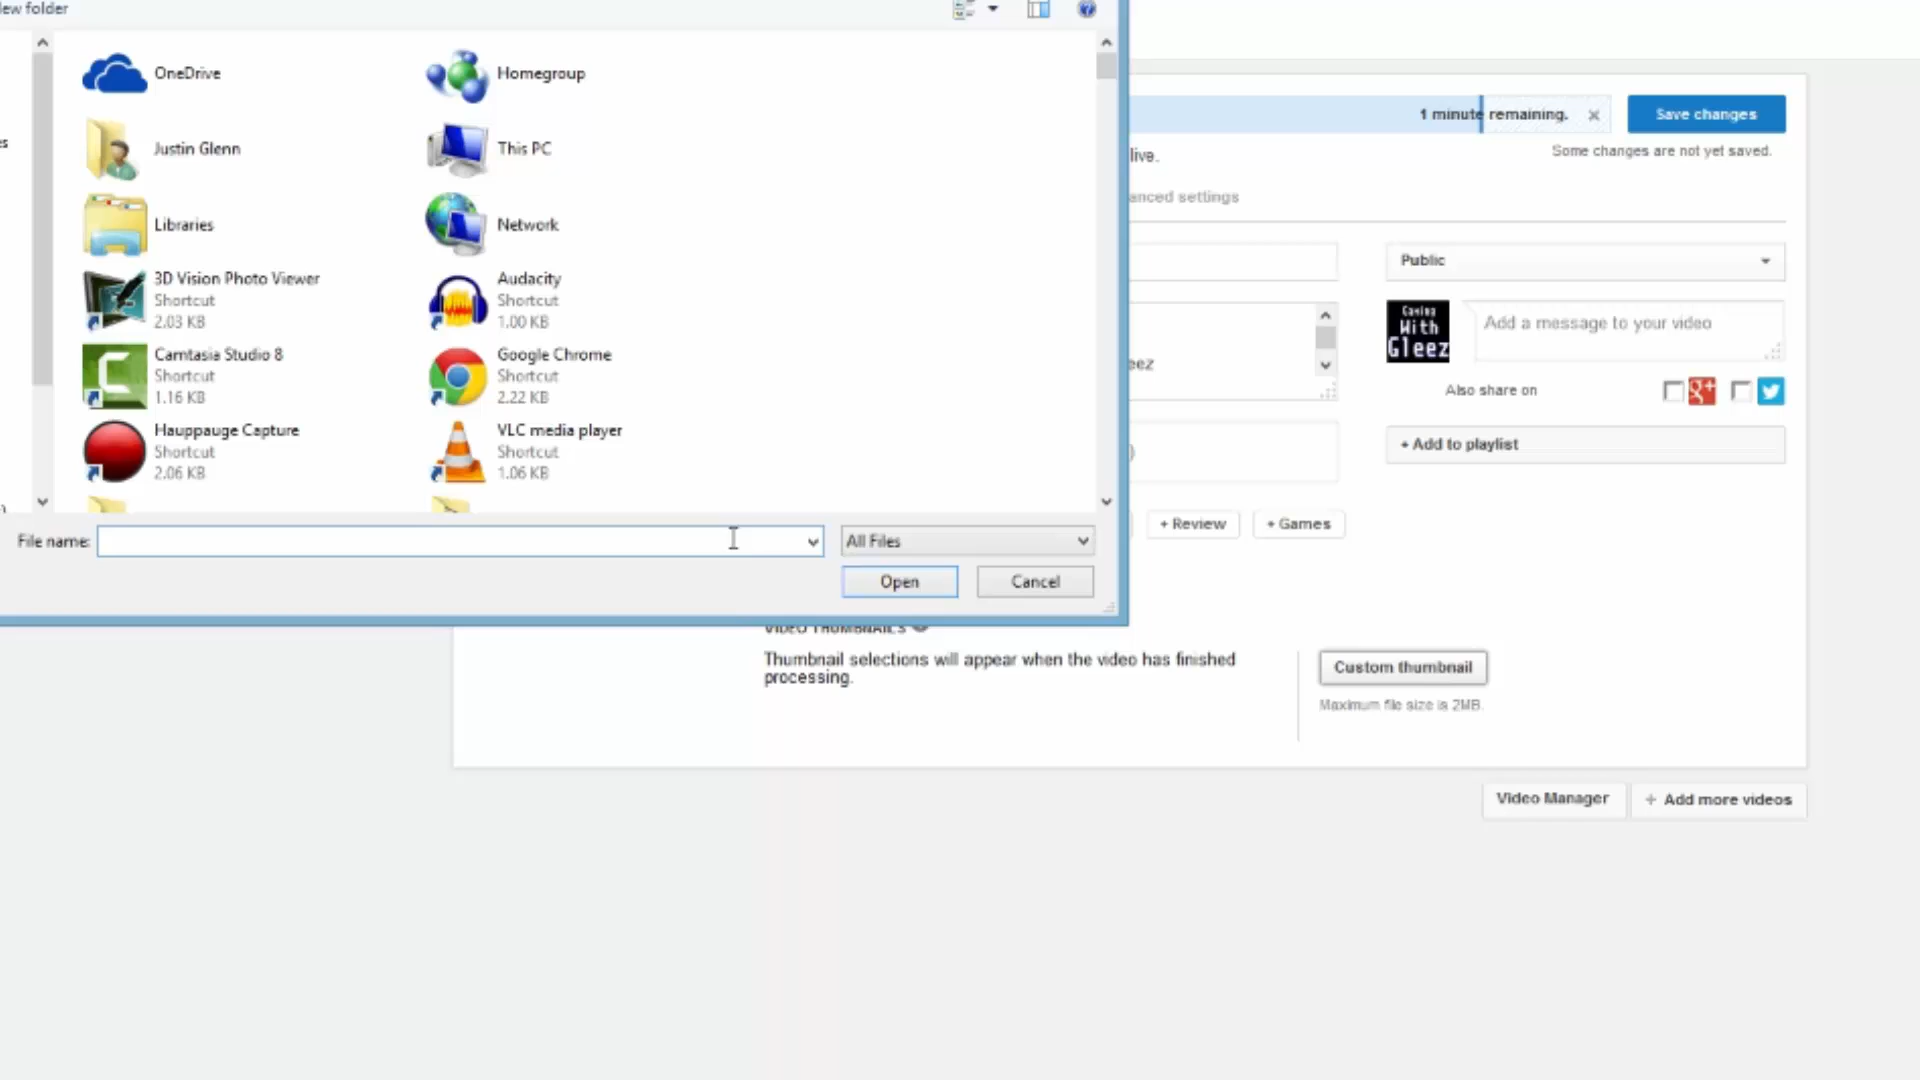 ew folder
OneDrive
Homegroup
Justin Glenn
This PC
Libraries
Network
3D Vision Photo Viewer
Shortcut
2.03 KB
Audacity
Shortcut
1.00 KB
Camtasia Studio 8
Shortcut
1.16 KB
Google Chrome
Shortcut
2.22 KB
Hauppauge Capture
Shortcut
2.06 KB
VLC media player
Shortcut
1.06 KB
File name:
All Files
Open
Cancel
1 minute remaining.
Save changes
live.
Some changes are not yet saved.
anced settings
Public
With
Gleez
Add a message to your video
eez
Also share on
g+
+ Add to playlist
+ Review
+ Games
VIDEO THUMBNAILS
Thumbnail selections will appear when the video has finished
processing.
Custom thumbnail
Maximum file size is 2MB.
Video Manager
+ Add more videos